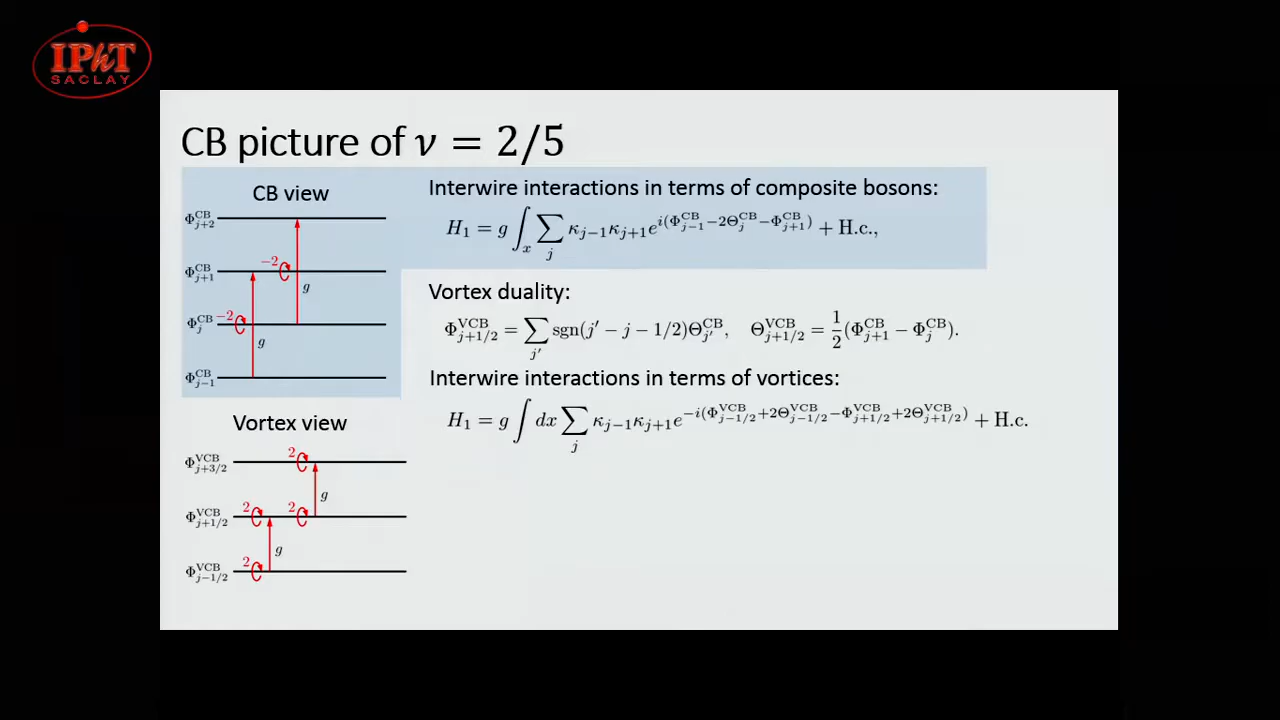 IPhT
SACLAY
CB picture of ν = 2/5
CB view
Φ^CB_{j+2}
Φ^CB_{j+1}
−2
g
Φ^CB_j
−2
g
Φ^CB_{j−1}
Interwire interactions in terms of composite bosons:
H_1 = g ∫_x ∑_j κ_{j−1}κ_{j+1}e^{i(Φ^CB_{j−1}−2Θ^CB_j−Φ^CB_{j+1})} + H.c.,
Vortex duality:
Φ^VCB_{j+1/2} = ∑_{j′} sgn(j′ − j − 1/2)Θ^CB_{j′}, Θ^VCB_{j+1/2} = 1/2(Φ^CB_{j+1} − Φ^CB_j).
Interwire interactions in terms of vortices:
H_1 = g ∫ dx ∑_j κ_{j−1}κ_{j+1}e^{−i(Φ^VCB_{j−1/2}+2Θ^VCB_{j−1/2}−Φ^VCB_{j+1/2}+2Θ^VCB_{j+1/2})} + H.c.
Vortex view
Φ^VCB_{j+3/2}
2
g
Φ^VCB_{j+1/2}
2
2
g
Φ^VCB_{j−1/2}
2